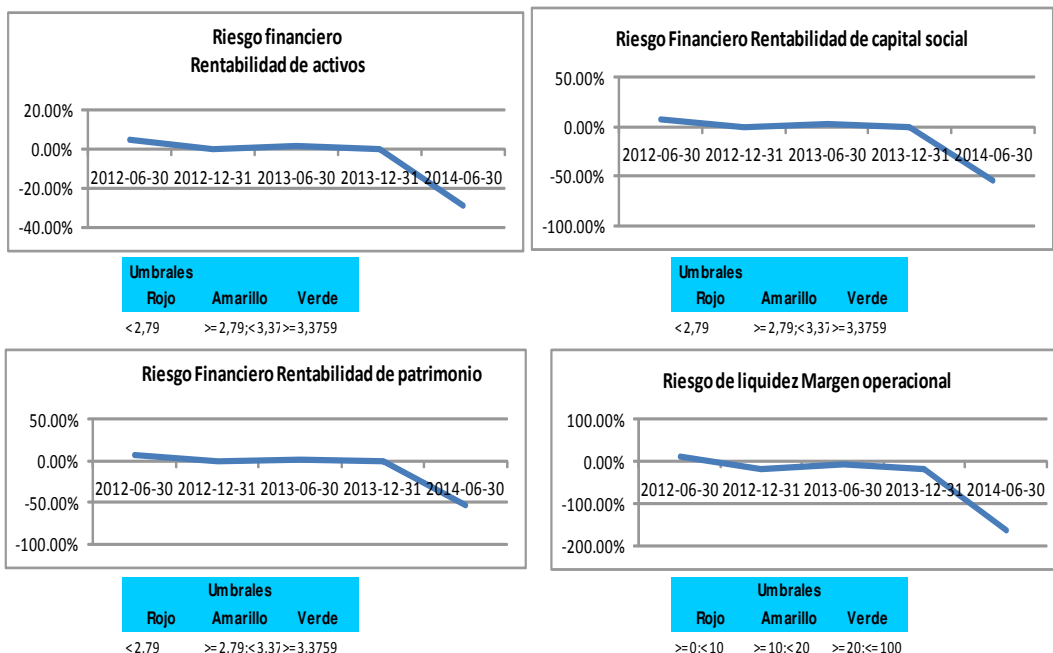 Riesgo financiero
Rentabilidad de activos
20.00%
0.00%
-20.00%
-40.00%
2012-06-30 2012-12-31 2013-06-30 2013-12-31 2014-06-30
Umbrales
Rojo Amarillo Verde
<2,79 >=2,79;<3,37 >=3,3759
Riesgo Financiero Rentabilidad de capital social
50.00%
0.00%
-50.00%
-100.00%
2012-06-30 2012-12-31 2013-06-30 2013-12-31 2014-06-30
Umbrales
Rojo Amarillo Verde
<2,79 >=2,79;<3,37 >=3,3759
Riesgo Financiero Rentabilidad de patrimonio
50.00%
0.00%
-50.00%
-100.00%
2012-06-30 2012-12-31 2013-06-30 2013-12-31 2014-06-30
Umbrales
Rojo Amarillo Verde
<2,79 >=2,79;<3,37 >=3,3759
Riesgo de liquidez Margen operacional
100.00%
0.00%
-100.00%
-200.00%
2012-06-30 2012-12-31 2013-06-30 2013-12-31 2014-06-30
Umbrales
Rojo Amarillo Verde
>=0;<10 >=10;<20 >=20;<=100